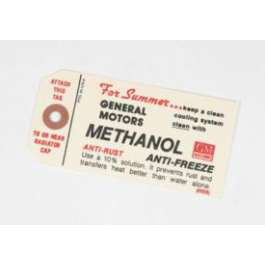 ATTACH
THIS
TAG
TO OR NEAR
RADIATOR
CAP
For Summer...keep a clean
cooling system
clean with
GENERAL
MOTORS
METHANOL
ANTI-RUST
ANTI-FREEZE
GM
Use a 10% solution, it prevents rust and
transfers heat better than water alone.